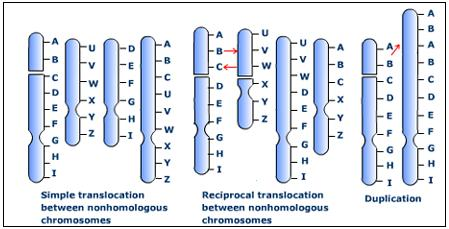 A
B
C
D
E
F
G
H
I
U
V
W
X
Y
Z
D
E
F
G
H
I
A
B
C
U
V
W
X
Y
Z
Simple translocation
between nonhomologous
chromosomes
A
B
C
D
E
F
G
H
I
U
V
W
X
Y
Z
U
V
W
D
E
F
G
H
I
A
B
C
X
Y
Z
Reciprocal translocation
between nonhomologous
chromosomes
A
B
C
D
E
F
G
H
I
A
B
A
B
C
D
E
F
G
H
I
Duplication